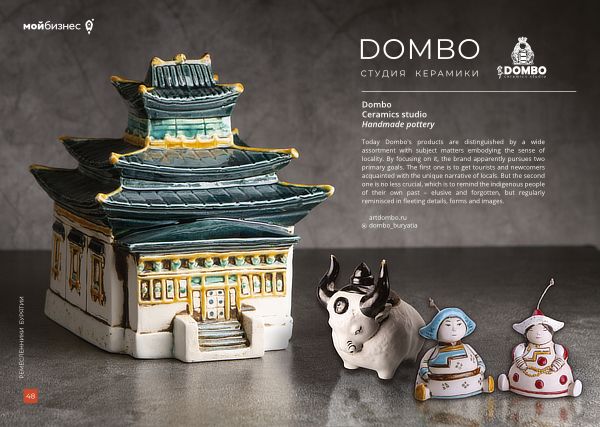 мойбизнес
DOMBO
СТУДИЯ КЕРАМИКИ
DOMBO
ceramics studio
Dombo
Ceramics studio
Handmade pottery
Today Dombo's products are distinguished by a wide
assortment with subject matters embodying the sense of
locality. By focusing on it, the brand apparently pursues two
primary goals. The first one is to get tourists and newcomers
acquainted with the unique narrative of locals. But the second
one is no less crucial, which is to remind the indigenous people
of their own past – elusive and forgotten, but regularly
reminisced in fleeting details, forms and images.
artdombo.ru
@ dombo_buryatia
РЕМЕСЛЕННИКИ БУРЯТИИ
48